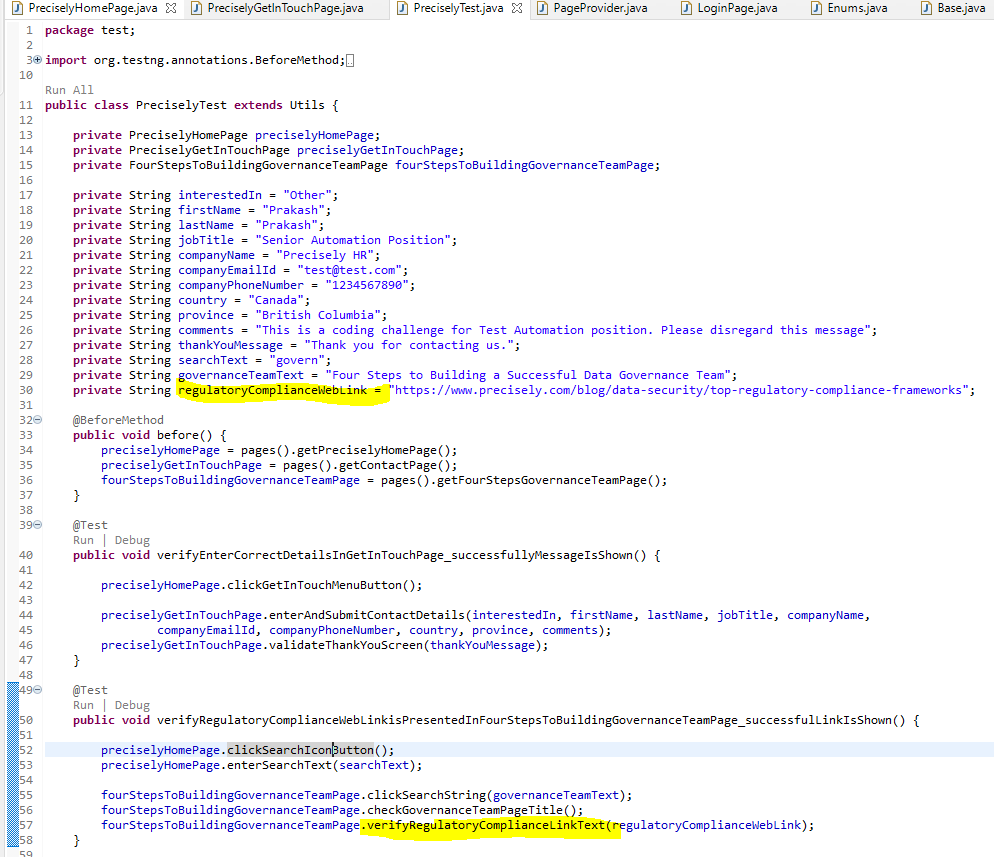 PreciselyHomePage.java PreciselyGetInTouchPage.java PreciselyTest.java PageProvider.java LoginPage.java Enums.java Base.java
1 package test;
2
3 import org.testng.annotations.BeforeMethod;
10
Run All
11 public class PreciselyTest extends Utils {
12
13 private PreciselyHomePage preciselyHomePage;
14 private PreciselyGetInTouchPage preciselyGetInTouchPage;
15 private FourStepsToBuildingGovernanceTeamPage fourStepsToBuildingGovernanceTeamPage;
16
17 private String interestedIn = "Other";
18 private String firstName = "Prakash";
19 private String lastName = "Prakash";
20 private String jobTitle = "Senior Automation Position";
21 private String companyName = "Precisely HR";
22 private String companyEmailId = "test@test.com";
23 private String companyPhoneNumber = "1234567890";
24 private String country = "Canada";
25 private String province = "British Columbia";
26 private String comments = "This is a coding challenge for Test Automation position. Please disregard this message";
27 private String thankYouMessage = "Thank you for contacting us.";
28 private String searchText = "govern";
29 private String governanceTeamText = "Four Steps to Building a Successful Data Governance Team";
30 private String regulatoryComplianceWebLink = "https://www.precisely.com/blog/data-security/top-regulatory-compliance-frameworks";
31
32 @BeforeMethod
33 public void before() {
34 preciselyHomePage = pages().getPreciselyHomePage();
35 preciselyGetInTouchPage = pages().getContactPage();
36 fourStepsToBuildingGovernanceTeamPage = pages().getFourStepsGovernanceTeamPage();
37 }
38
39 @Test
Run | Debug
40 public void verifyEnterCorrectDetailsInGetInTouchPage_successfullyMessageIsShown() {
41
42 preciselyHomePage.clickGetInTouchMenuButton();
43
44 preciselyGetInTouchPage.enterAndSubmitContactDetails(interestedIn, firstName, lastName, jobTitle, companyName,
45 companyEmailId, companyPhoneNumber, country, province, comments);
46 preciselyGetInTouchPage.validateThankYouScreen(thankYouMessage);
47 }
48
49 @Test
Run | Debug
50 public void verifyRegulatoryComplianceWebLinkisPresentedInFourStepsToBuildingGovernanceTeamPage_successfulLinkIsShown() {
51
52 preciselyHomePage.clickSearchIconButton();
53 preciselyHomePage.enterSearchText(searchText);
54
55 fourStepsToBuildingGovernanceTeamPage.clickSearchString(governanceTeamText);
56 fourStepsToBuildingGovernanceTeamPage.checkGovernanceTeamPageTitle();
57 fourStepsToBuildingGovernanceTeamPage.verifyRegulatoryComplianceLinkText(regulatoryComplianceWebLink);
58 }
59